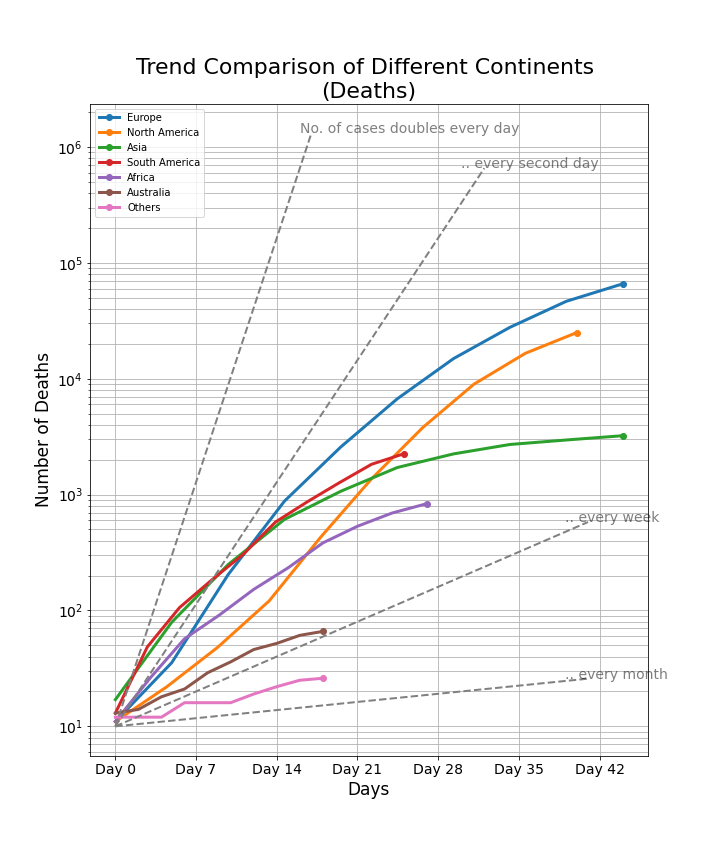 Trend Comparison of Different Continents
(Deaths)
Europe
North America
Asia
South America
Africa
Australia
Others
No. of cases doubles every day
.. every second day
.. every week
.. every month
10^6
10^5
10^4
10^3
10^2
10^1
Number of Deaths
Day 0 Day 7 Day 14 Day 21 Day 28 Day 35 Day 42
Days